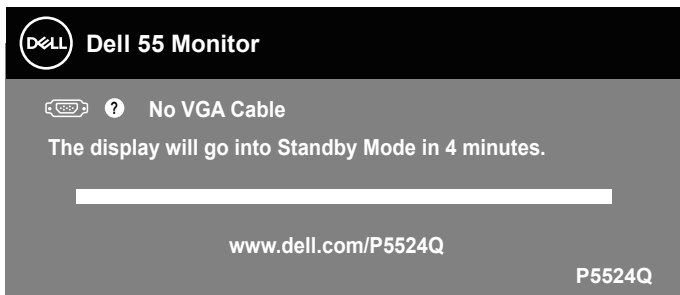 DELL Dell 55 Monitor
? No VGA Cable
The display will go into Standby Mode in 4 minutes.
www.dell.com/P5524Q
P5524Q